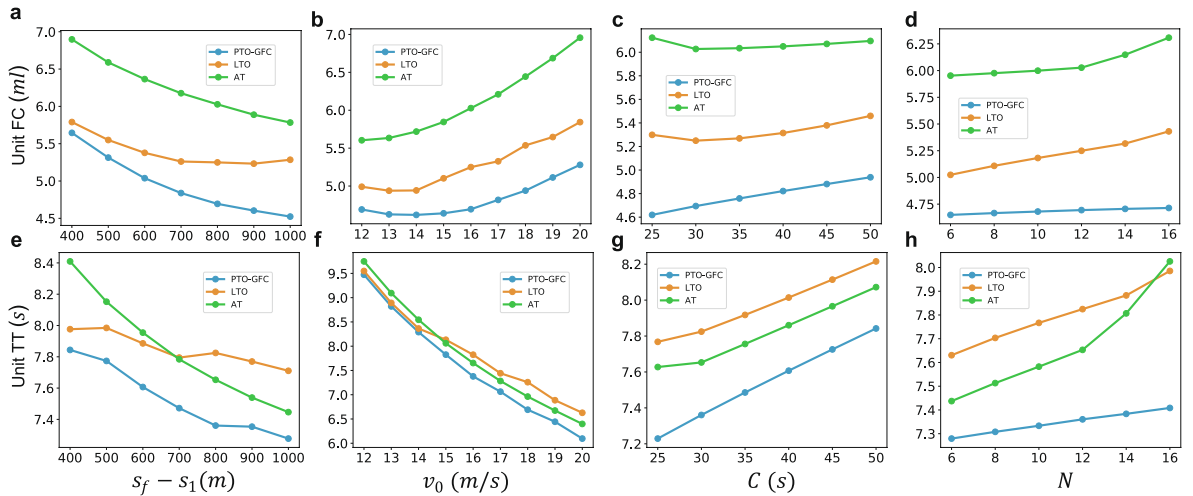 a
b
c
d
Unit FC (ml)
7.0
6.5
6.0
5.5
5.0
4.5
400 500 600 700 800 900 1000
PTO-GFC
LTO
AT
7.0
6.5
6.0
5.5
5.0
12 13 14 15 16 17 18 19 20
PTO-GFC
LTO
AT
6.0
5.8
5.6
5.4
5.2
5.0
4.8
4.6
25 30 35 40 45 50
PTO-GFC
LTO
AT
6.25
6.00
5.75
5.50
5.25
5.00
4.75
6 8 10 12 14 16
PTO-GFC
LTO
AT
e
f
g
h
Unit TT (s)
8.4
8.2
8.0
7.8
7.6
7.4
400 500 600 700 800 900 1000
PTO-GFC
LTO
AT
s_f − s_1(m)
9.5
9.0
8.5
8.0
7.5
7.0
6.5
6.0
12 13 14 15 16 17 18 19 20
PTO-GFC
LTO
AT
v_0 (m/s)
8.2
8.0
7.8
7.6
7.4
7.2
25 30 35 40 45 50
PTO-GFC
LTO
AT
C (s)
8.0
7.9
7.8
7.7
7.6
7.5
7.4
7.3
6 8 10 12 14 16
PTO-GFC
LTO
AT
N